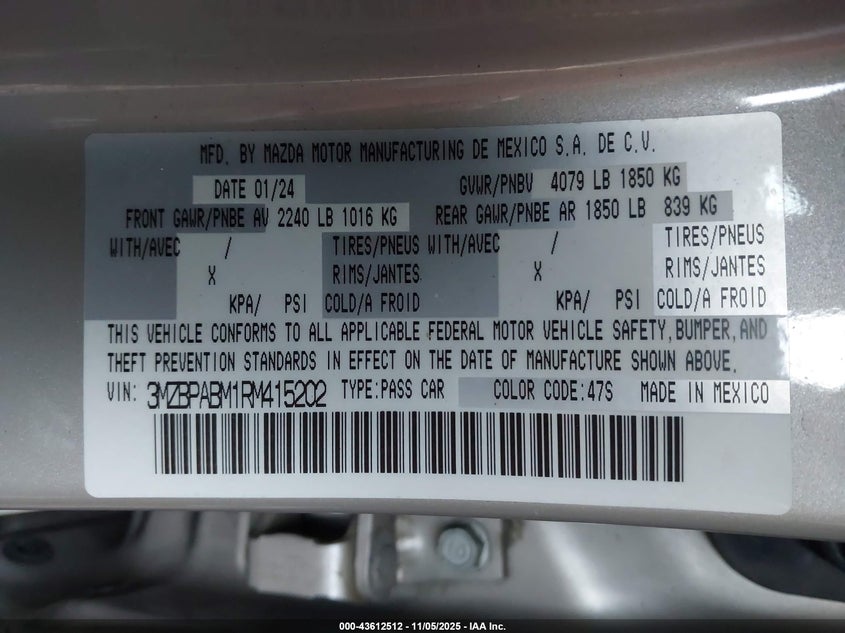 MFD. BY MAZDA MOTOR MANUFACTURING DE MEXICO S.A. DE C.V.
DATE 01/24 GVWR/PNBV 4079 LB 1850 KG
FRONT GAWR/PNBE AV 2240 LB 1016 KG REAR GAWR/PNBE AR 1850 LB 839 KG
WITH/AVEC / TIRES/PNEUS WITH/AVEC / TIRES/PNEUS
X RIMS/JANTES X RIMS/JANTES
KPA/ PSI COLD/A FROID KPA/ PSI COLD/A FROID
THIS VEHICLE CONFORMS TO ALL APPLICABLE FEDERAL MOTOR VEHICLE SAFETY, BUMPER, AND
THEFT PREVENTION STANDARDS IN EFFECT ON THE DATE OF MANUFACTURE SHOWN ABOVE.
VIN: 3MZBPABM1RM415202 TYPE:PASS CAR COLOR CODE:47S MADE IN MEXICO
000-43612512 - 11/05/2025 - IAA Inc.